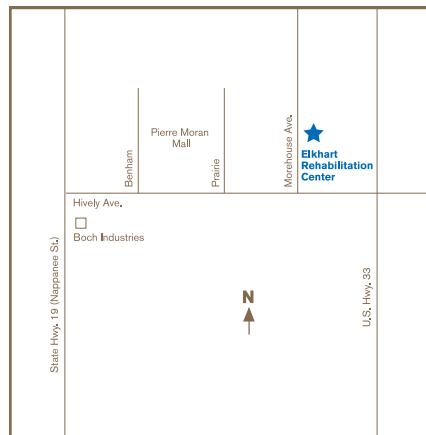 Pierre Moran
Mall
Benham
Prairie
Morehouse Ave.
Elkhart
Rehabilitation
Center
Hively Ave.
Boch Industries
State Hwy. 19 (Nappanee St.)
U.S. Hwy. 33
N